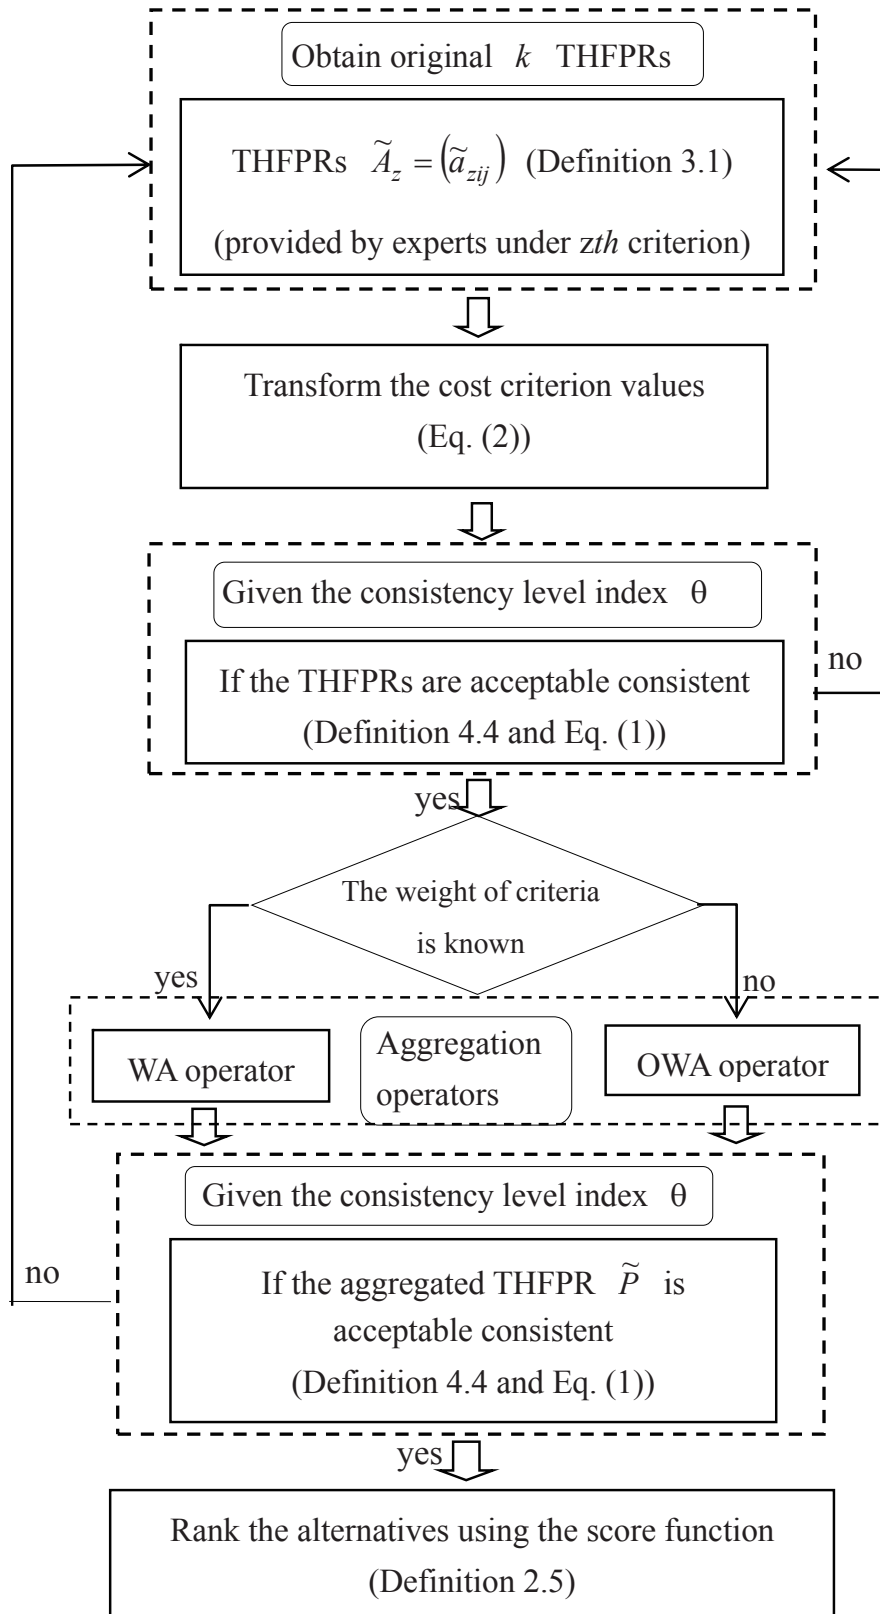 Obtain original k THFPRs
THFPRs Ã_z = (ã_zij) (Definition 3.1)
(provided by experts under zth criterion)
Transform the cost criterion values
(Eq. (2))
Given the consistency level index θ
no
If the THFPRs are acceptable consistent
(Definition 4.4 and Eq. (1))
yes
The weight of criteria
is known
yes
no
WA operator
Aggregation
operators
OWA operator
Given the consistency level index θ
no
If the aggregated THFPR P̃ is
acceptable consistent
(Definition 4.4 and Eq. (1))
yes
Rank the alternatives using the score function
(Definition 2.5)